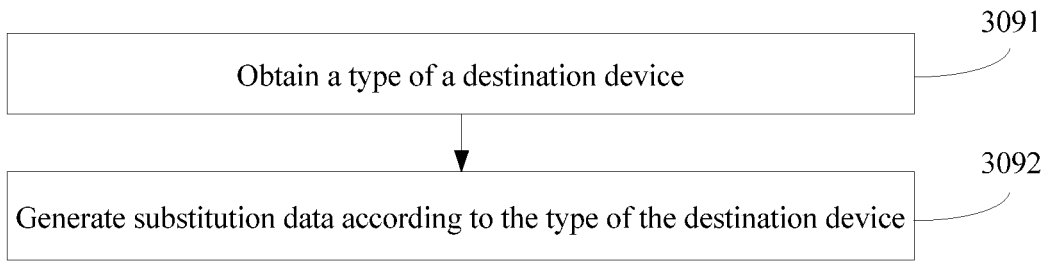 3091
Obtain a type of a destination device
3092
Generate substitution data according to the type of the destination device